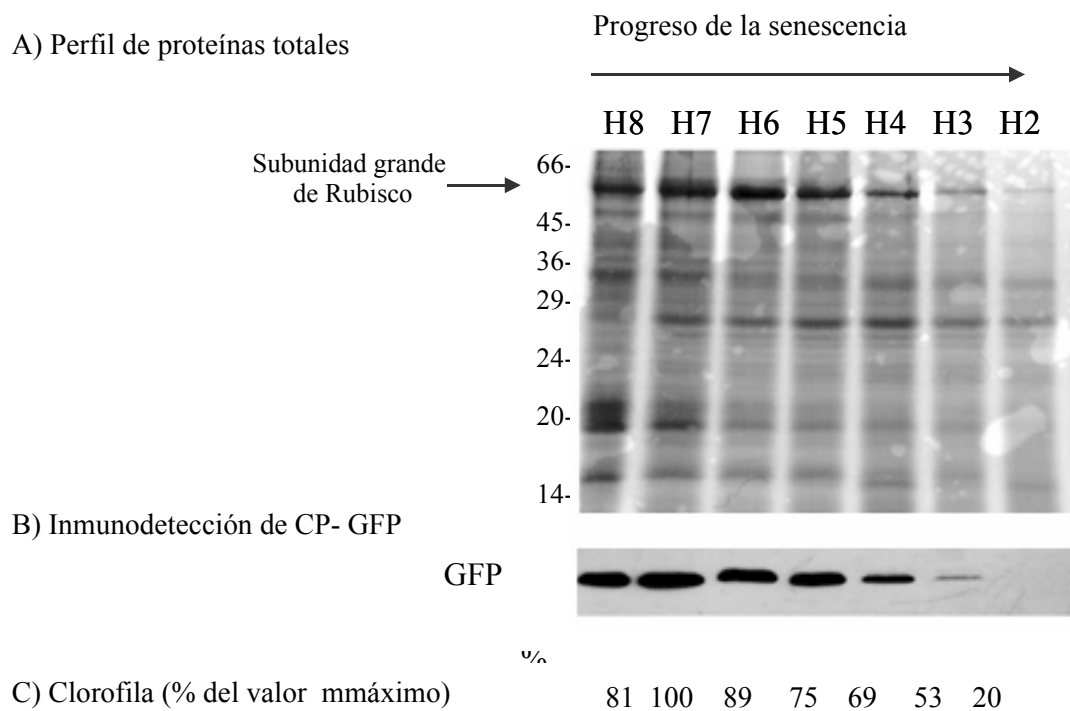 Progreso de la senescencia
A) Perfil de proteínas totales
H8 H7 H6 H5 H4 H3 H2
Subunidad grande
de Rubisco
66-
45-
36-
29-
24-
20-
14-
B) Inmunodetección de CP- GFP
GFP
%
C) Clorofila (% del valor mmáximo) 81 100 89 75 69 53 20